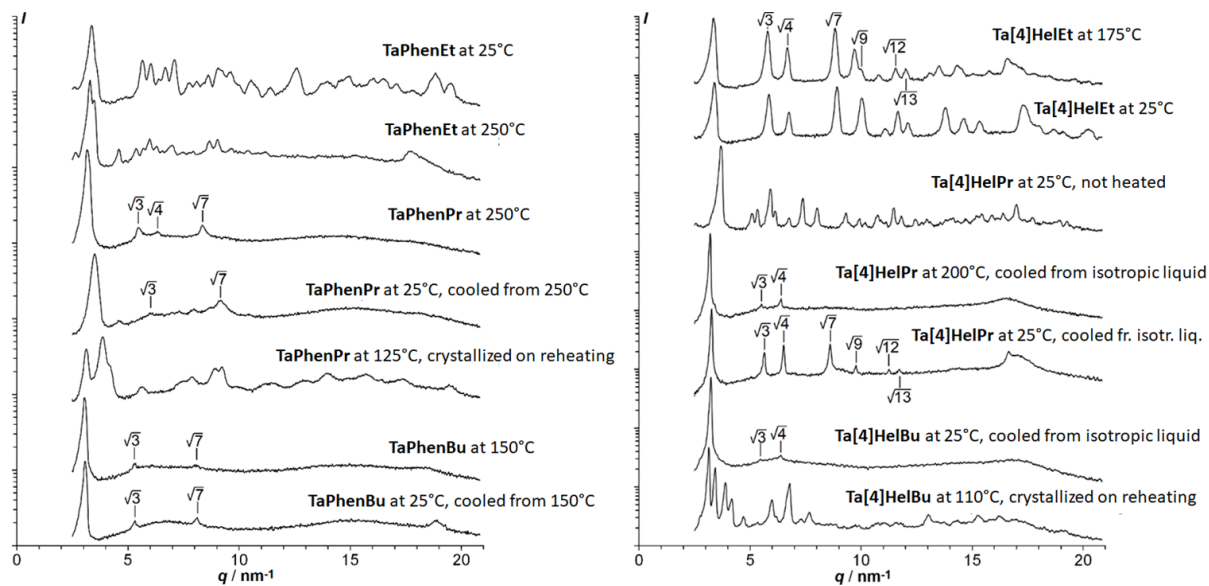 I
TaPhenEt at 25°C
TaPhenEt at 250°C
√3 √4 √7
TaPhenPr at 250°C
√3 √7
TaPhenPr at 25°C, cooled from 250°C
TaPhenPr at 125°C, crystallized on reheating
√3 √7
TaPhenBu at 150°C
√3 √7
TaPhenBu at 25°C, cooled from 150°C
5 10 15 20
q / nm-1
I
√3 √4 √7 √9 √12
√13
Ta[4]HelEt at 175°C
Ta[4]HelEt at 25°C
Ta[4]HelPr at 25°C, not heated
√3 √4
Ta[4]HelPr at 200°C, cooled from isotropic liquid
√3 √4 √7 √9 √12
√13
Ta[4]HelPr at 25°C, cooled fr. isotr. liq.
√3 √4
Ta[4]HelBu at 25°C, cooled from isotropic liquid
Ta[4]HelBu at 110°C, crystallized on reheating
5 10 15 20
q / nm-1